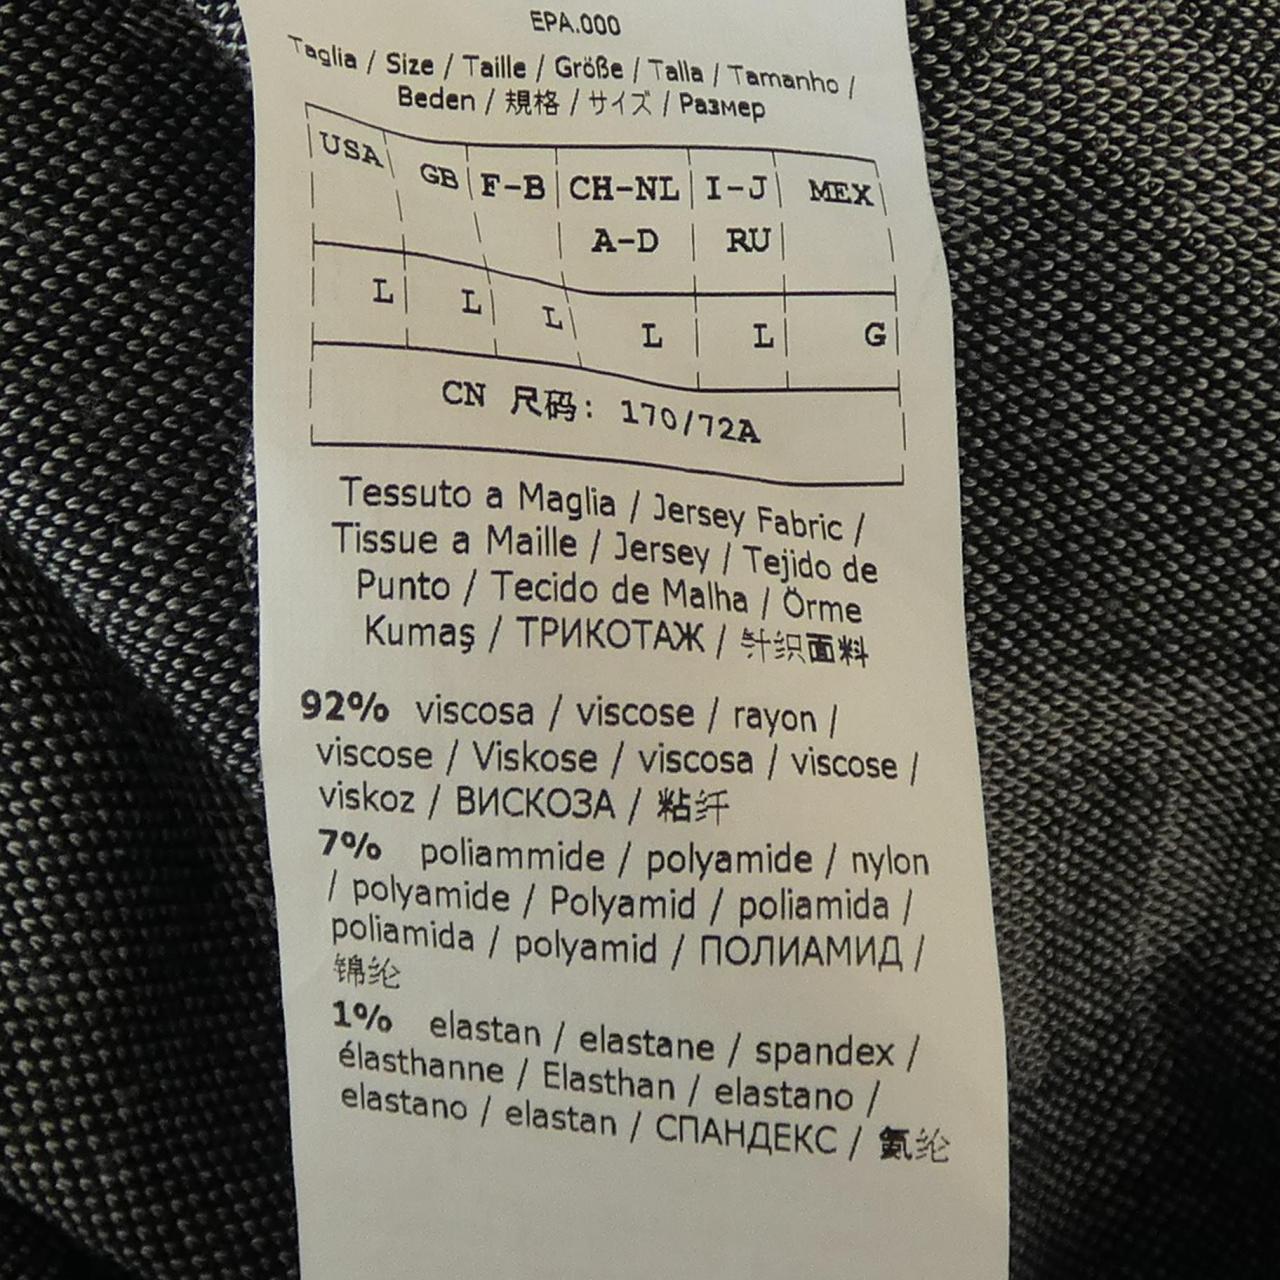 EPA.000
Taglia / Size / Taille / Größe / Talla / Tamanho /
Beden / 規格 / サイズ / Размер
USA GB F-B CH-NL I-J MEX
A-D RU
L L L L L G
CN 尺码: 170/72A
Tessuto a Maglia / Jersey Fabric /
Tissue a Maille / Jersey / Tejido de
Punto / Tecido de Malha / Örme
Kumaş / ТРИКОТАЖ / 针织面料
92% viscosa / viscose / rayon /
viscose / Viskose / viscosa / viscose /
viskoz / ВИСКОЗА / 粘纤
7% poliammide / polyamide / nylon
/ polyamide / Polyamid / poliamida /
poliamida / polyamid / ПОЛИАМИД /
锦纶
1% elastan / elastane / spandex /
élasthanne / Elasthan / elastano /
elastano / elastan / СПАНДЕКС / 氨纶